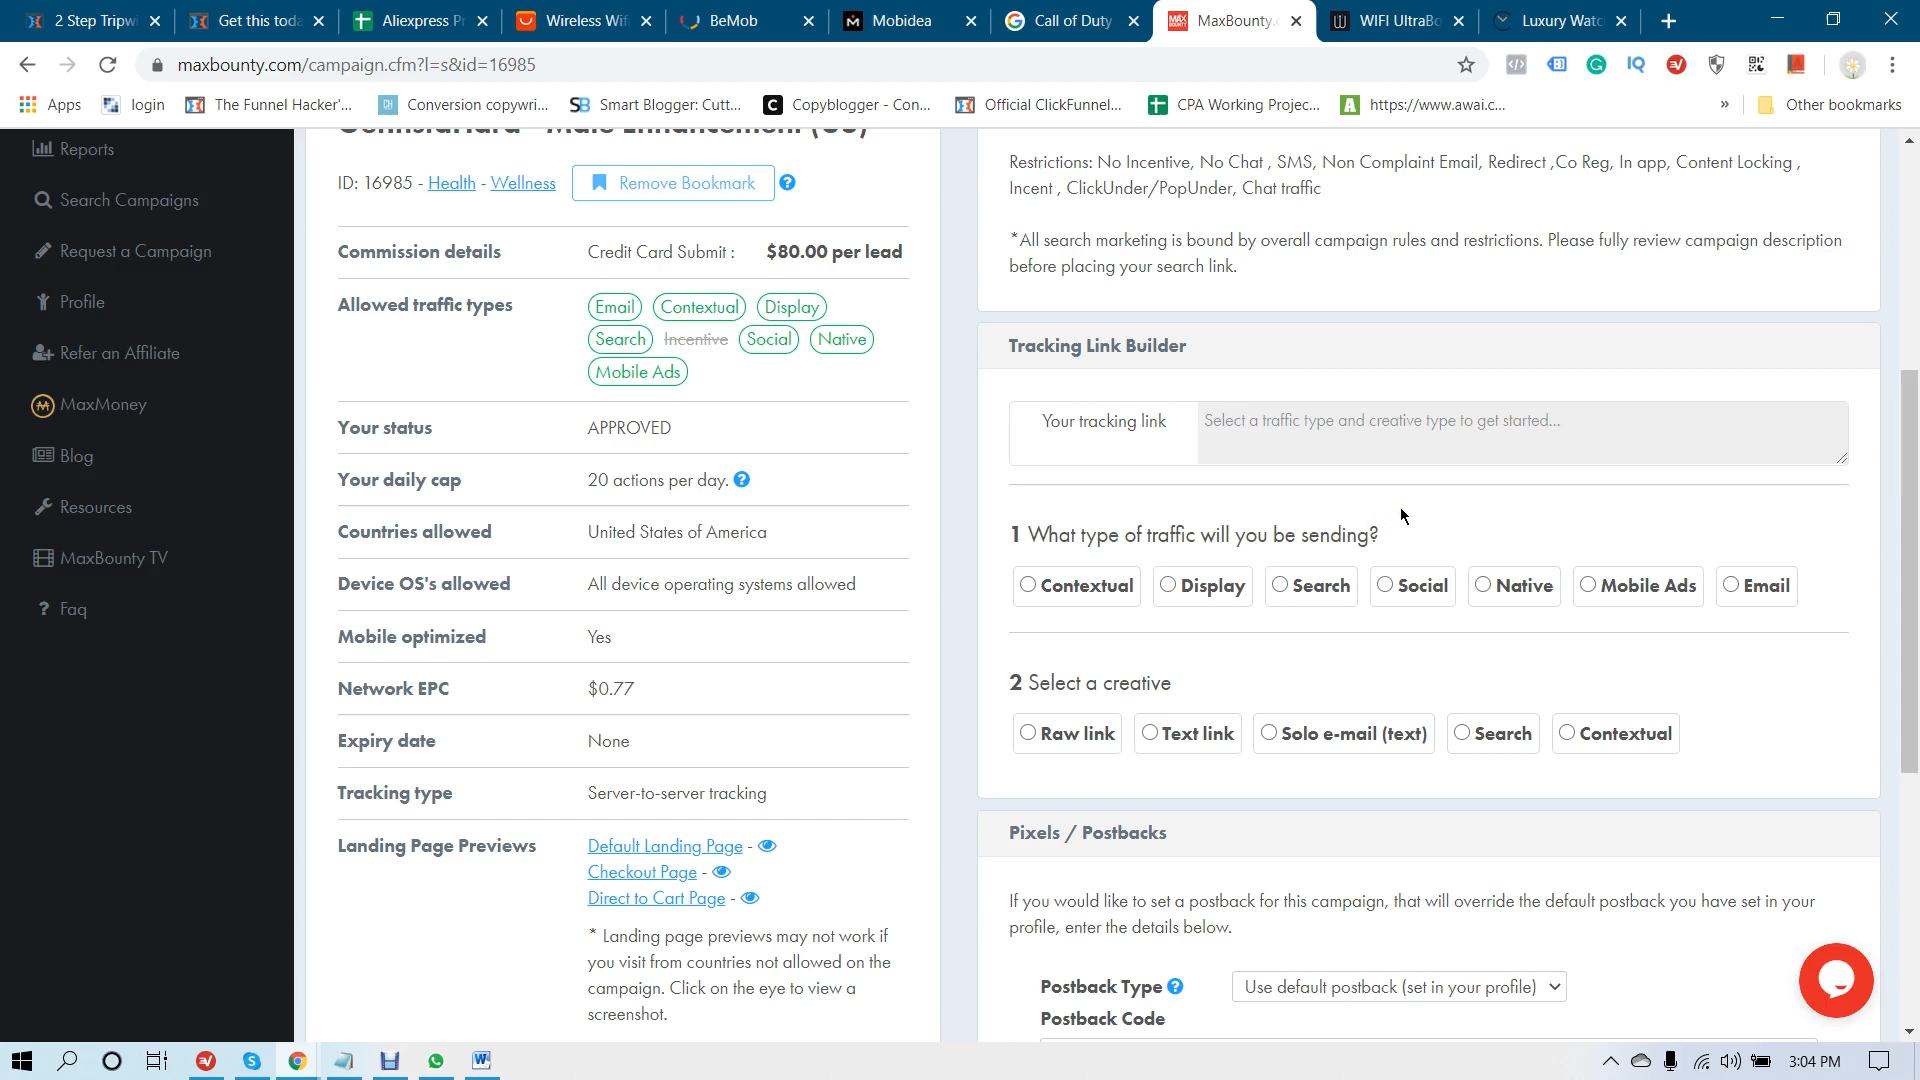 2 Step Tripwi
Get this toda
Aliexpress Pr
Wireless Wifi
BeMob
Mobidea
Call of Duty
MaxBounty.c
WIFI UltraBo
Luxury Watc
maxbounty.com/campaign.cfm?l=s&id=16985
Apps
login
The Funnel Hacker'...
Conversion copywri...
Smart Blogger: Cutt...
Copyblogger - Con...
Official ClickFunnel...
CPA Working Projec...
https://www.awai.c...
Other bookmarks
Reports
Search Campaigns
Request a Campaign
Profile
Refer an Affiliate
MaxMoney
Blog
Resources
MaxBounty TV
Faq
ID: 16985 - Health - Wellness
Remove Bookmark
Commission details
Credit Card Submit : $80.00 per lead
Allowed traffic types
Email Contextual Display
Search Incentive Social Native
Mobile Ads
Your status
APPROVED
Your daily cap
20 actions per day.
Countries allowed
United States of America
Device OS's allowed
All device operating systems allowed
Mobile optimized
Yes
Network EPC
$0.77
Expiry date
None
Tracking type
Server-to-server tracking
Landing Page Previews
Default Landing Page -
Checkout Page -
Direct to Cart Page -
* Landing page previews may not work if
you visit from countries not allowed on the
campaign. Click on the eye to view a
screenshot.
Restrictions: No Incentive, No Chat , SMS, Non Complaint Email, Redirect ,Co Reg, In app, Content Locking ,
Incent , ClickUnder/PopUnder, Chat traffic
*All search marketing is bound by overall campaign rules and restrictions. Please fully review campaign description
before placing your search link.
Tracking Link Builder
Your tracking link
Select a traffic type and creative type to get started...
1 What type of traffic will you be sending?
Contextual Display Search Social Native Mobile Ads Email
2 Select a creative
Raw link Text link Solo e-mail (text) Search Contextual
Pixels / Postbacks
If you would like to set a postback for this campaign, that will override the default postback you have set in your
profile, enter the details below.
Postback Type
Use default postback (set in your profile)
Postback Code
3:04 PM